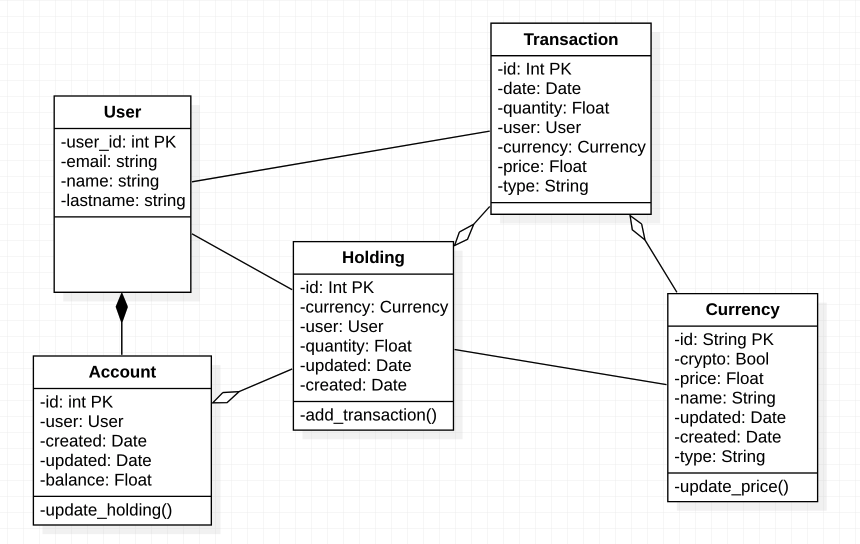 Transaction
-id: Int PK
-date: Date
-quantity: Float
-user: User
-currency: Currency
-price: Float
-type: String
User
-user_id: int PK
-email: string
-name: string
-lastname: string
Holding
-id: Int PK
-currency: Currency
-user: User
-quantity: Float
-updated: Date
-created: Date
-add_transaction()
Currency
-id: String PK
-crypto: Bool
-price: Float
-name: String
-updated: Date
-created: Date
-type: String
-update_price()
Account
-id: int PK
-user: User
-created: Date
-updated: Date
-balance: Float
-update_holding()